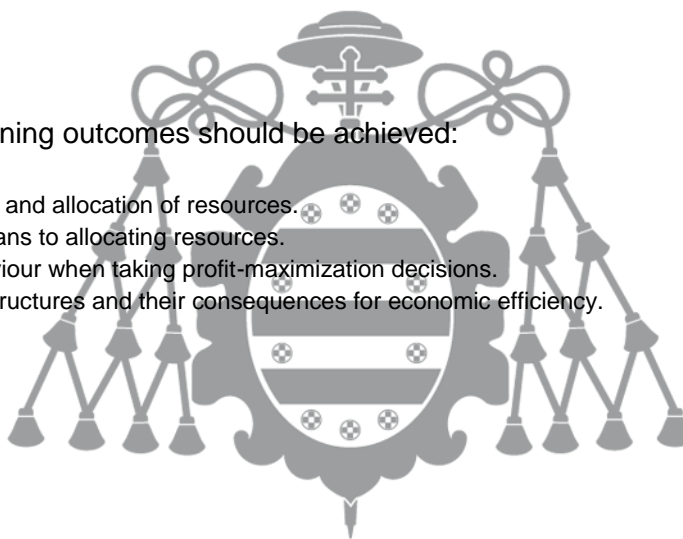 ning outcomes should be achieved:
and allocation of resources.
ans to allocating resources.
viour when taking profit-maximization decisions.
ructures and their consequences for economic efficiency.